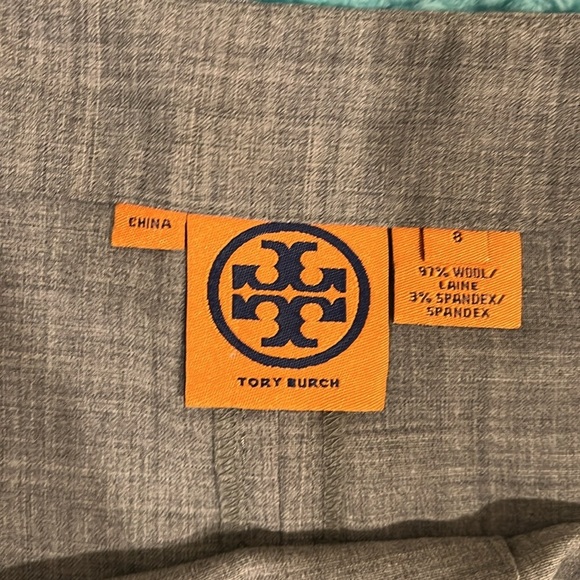 CHINA
TORY BURCH
8
97% WOOL/
LAINE
3% SPANDEX/
SPANDEX